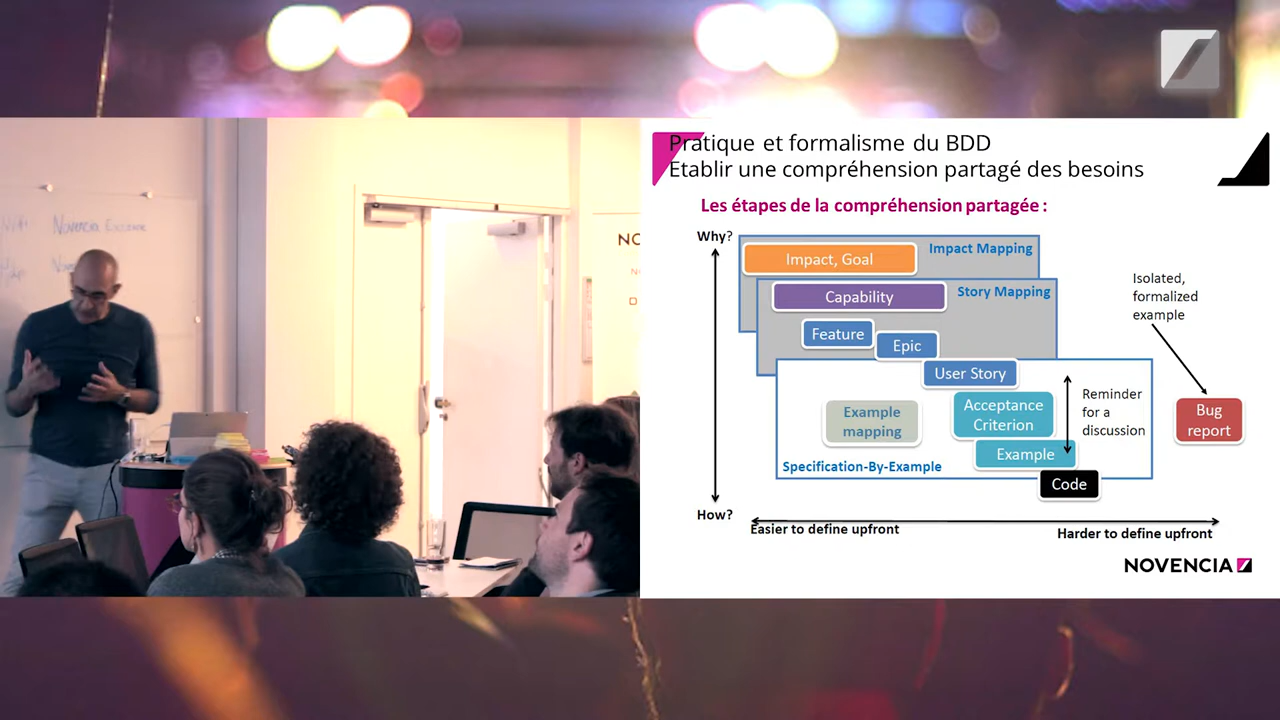 Novencia
NO
Pratique et formalisme du BDD
Etablir une compréhension partagé des besoins
Les étapes de la compréhension partagée :
Why?
Impact, Goal
Impact Mapping
Capability
Story Mapping
Feature
Epic
User Story
Example
mapping
Acceptance
Criterion
Example
Code
Specification-By-Example
Reminder
for a
discussion
Isolated,
formalized
example
Bug
report
How?
Easier to define upfront
Harder to define upfront
NOVENCIA